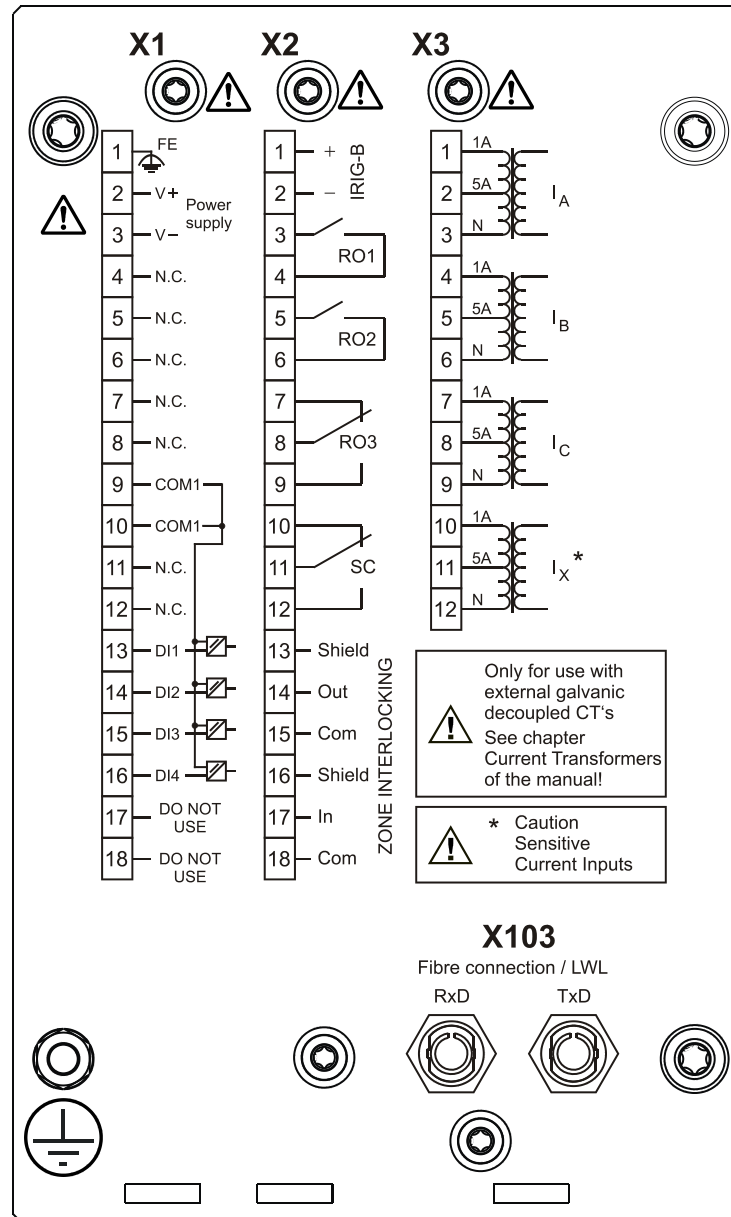 X1
X2
X3
1 FE
2 V+
Power
supply
3 V−
4 N.C.
5 N.C.
6 N.C.
7 N.C.
8 N.C.
9 COM1
10 COM1
11 N.C.
12 N.C.
13 DI1
14 DI2
15 DI3
16 DI4
17 DO NOT
USE
18 DO NOT
USE
1 +
2 −
IRIG-B
3
4
RO1
5
6
RO2
7
8 RO3
9
10
11 SC
12
13 Shield
14 Out
15 Com
16 Shield
17 In
18 Com
ZONE INTERLOCKING
1 1A
2 5A
3 N
IA
4 1A
5 5A
6 N
IB
7 1A
8 5A
9 N
IC
10 1A
11 5A
12 N
IX *
Only for use with
external galvanic
decoupled CT‘s
See chapter
Current Transformers
of the manual!
* Caution
Sensitive
Current Inputs
X103
Fibre connection / LWL
RxD
TxD